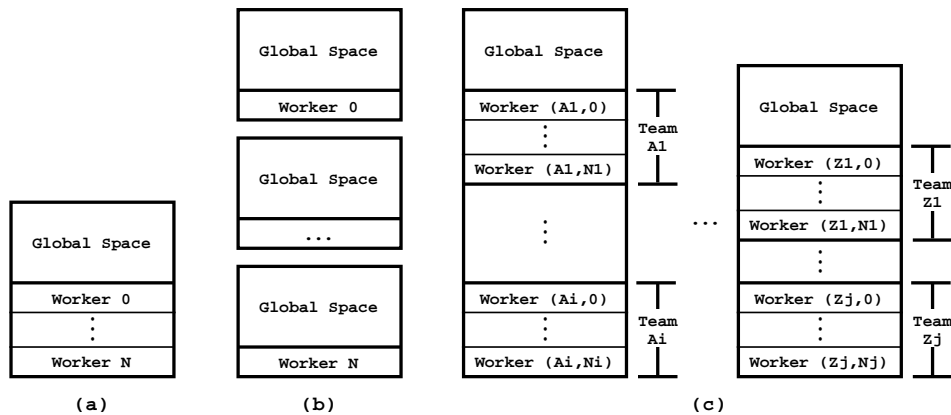 Global Space
Worker 0
⋮
Worker N
(a)
Global Space
Worker 0
Global Space
...
Global Space
Worker N
(b)
Global Space
Worker (A1,0)
⋮
Worker (A1,N1)
Team
A1
⋮
Worker (Ai,0)
⋮
Worker (Ai,Ni)
Team
Ai
...
Global Space
Worker (Z1,0)
⋮
Worker (Z1,N1)
Team
Z1
⋮
Worker (Zj,0)
⋮
Worker (Zj,Nj)
Team
Zj
(c)